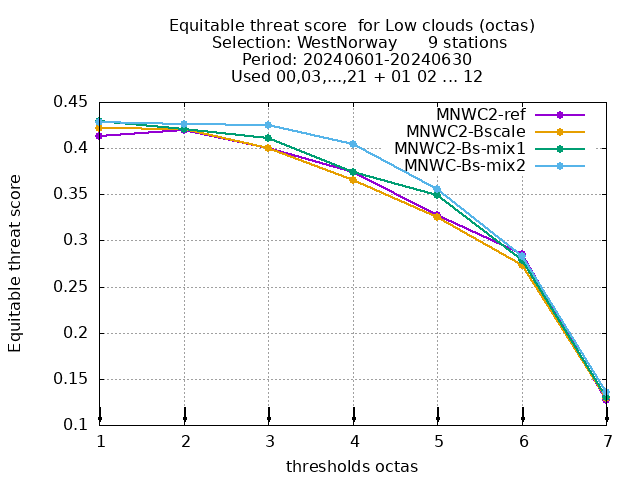 Equitable threat score  for Low clouds (octas)
Selection: WestNorway      9 stations
Period: 20240601-20240630
Used 00,03,...,21 + 01 02 ... 12
MNWC2-ref
MNWC2-Bscale
MNWC2-Bs-mix1
MNWC-Bs-mix2
Equitable threat score
0.45
0.4
0.35
0.3
0.25
0.2
0.15
0.1
1 2 3 4 5 6 7
thresholds octas